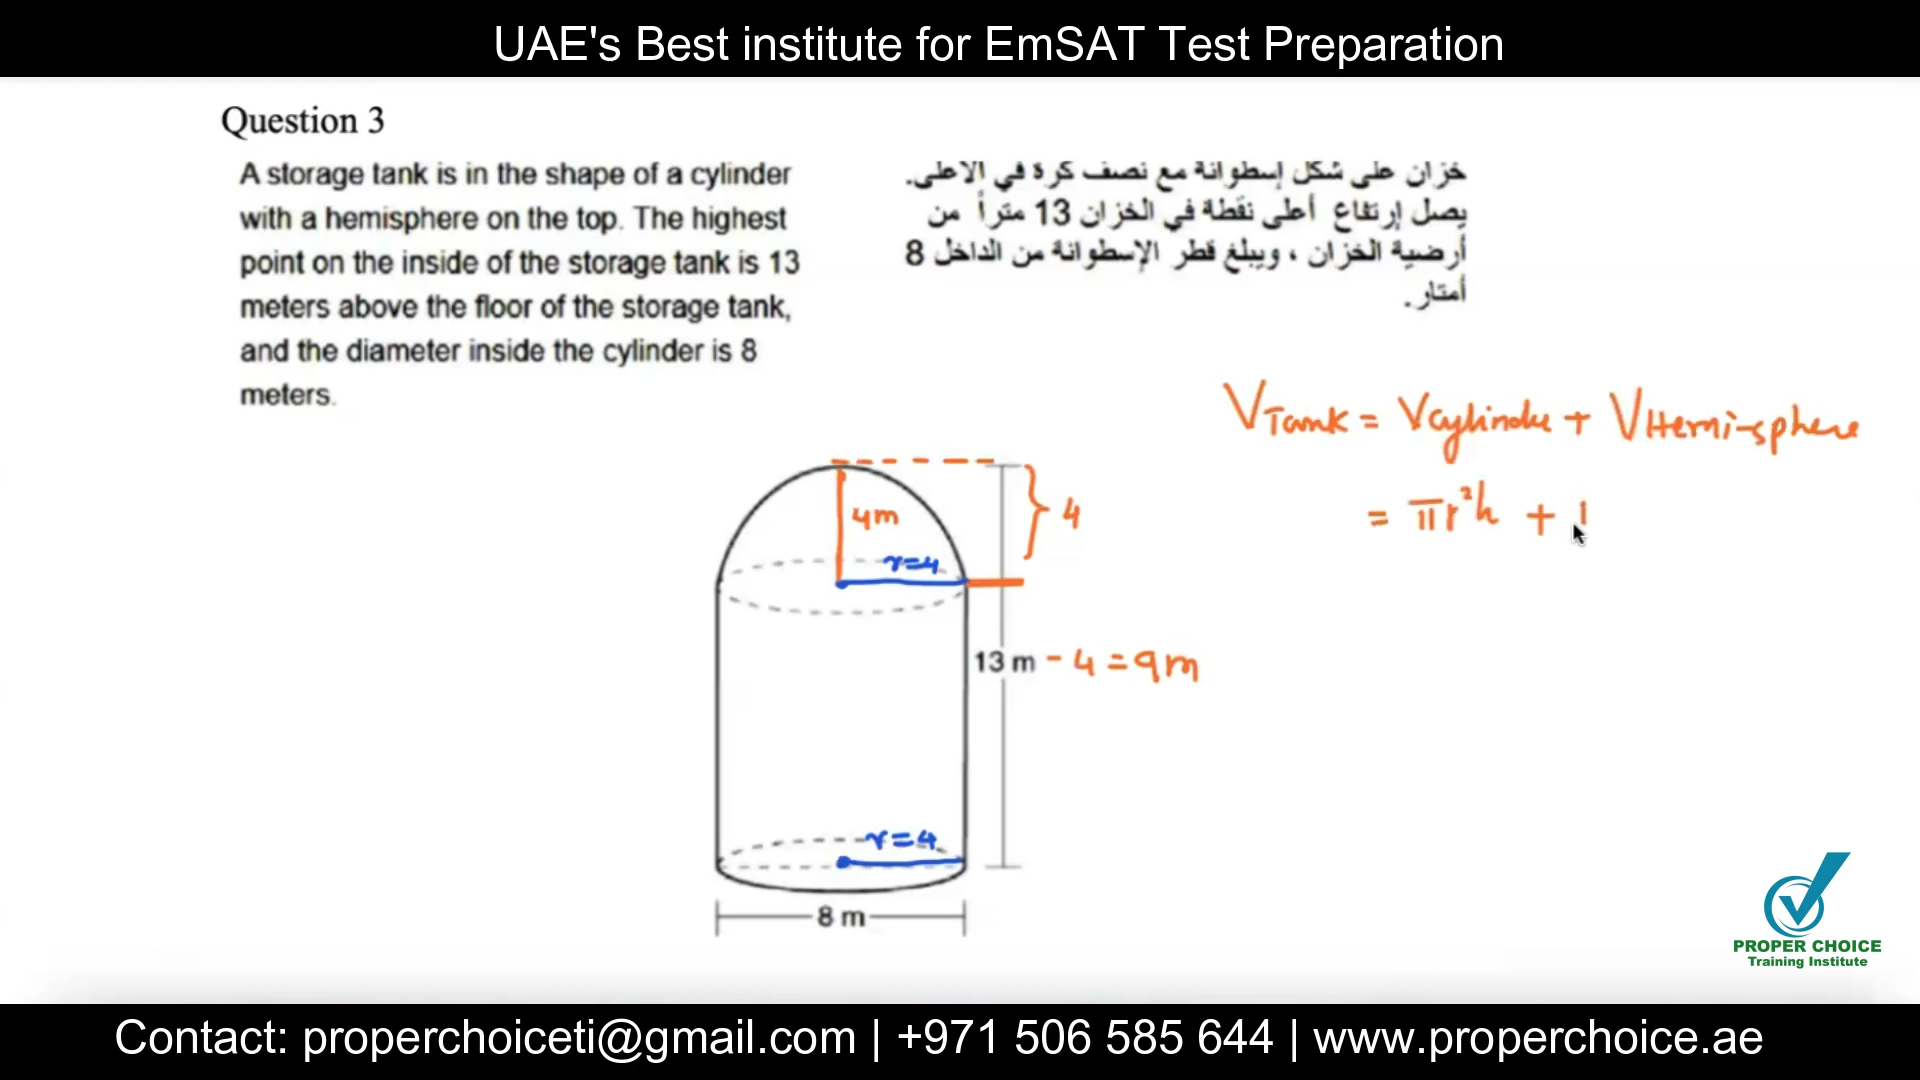 UAE's Best institute for EmSAT Test Preparation
Question 3
A storage tank is in the shape of a cylinder
with a hemisphere on the top. The highest
point on the inside of the storage tank is 13
meters above the floor of the storage tank,
and the diameter inside the cylinder is 8
meters.
خزان على شكل إسطوانة مع نصف كرة في الاعلى.
يصل إرتفاع أعلى نقطة في الخزان 13 متراً من
أرضية الخزان ، ويبلغ قطر الإسطوانة من الداخل 8
أمتار.
V Tank = V Cylinder + V Hemi-sphere
= πr²h + 1
4m
4
r=4
13 m - 4 = 9m
r=4
8 m
PROPER CHOICE
Training Institute
Contact: properchoiceti@gmail.com | +971 506 585 644 | www.properchoice.ae